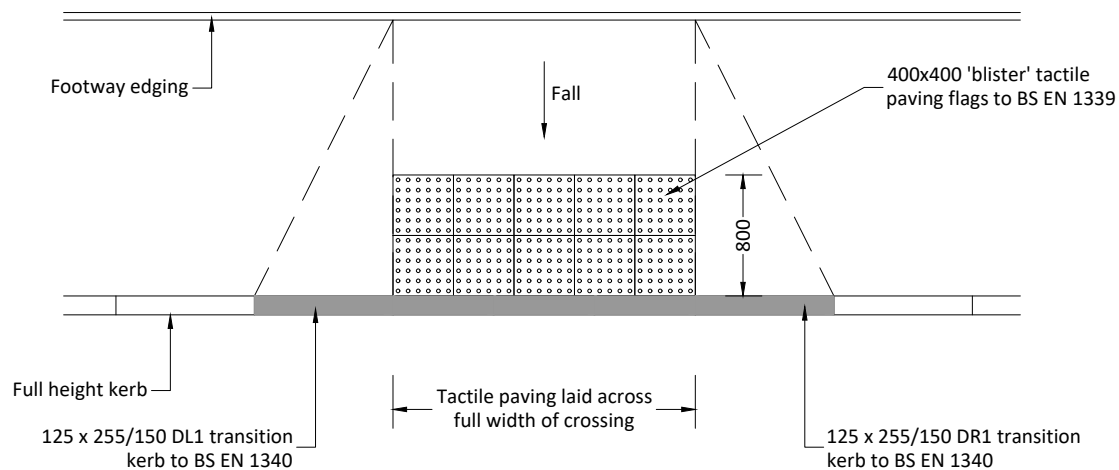 Footway edging
Fall
400x400 'blister' tactile
paving flags to BS EN 1339
800
Full height kerb
Tactile paving laid across
full width of crossing
125 x 255/150 DL1 transition
kerb to BS EN 1340
125 x 255/150 DR1 transition
kerb to BS EN 1340